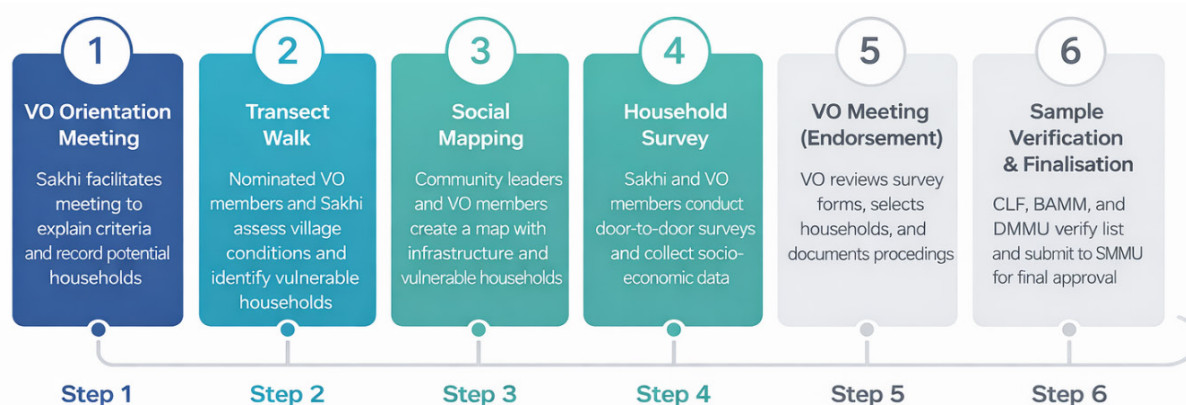 1
VO Orientation
Meeting
Sakhi facilitates
meeting to
explain criteria
and record potential
households
Step 1
2
Transect
Walk
Nominated VO
members and Sakhi
assess village
conditions and
identify vulnerable
households
Step 2
3
Social
Mapping
Community leaders
and VO members
create a map with
infrastructure and
vulnerable households
Step 3
4
Household
Survey
Sakhi and VO
members conduct
door-to-door surveys
and collect socio-
economic data
Step 4
5
VO Meeting
(Endorsement)
VO reviews survey
forms, selects
households, and
documents procedings
Step 5
6
Sample
Verification
& Finalisation
CLF, BAMM, and
DMMU verify list
and submit to SMMU
for final approval
Step 6